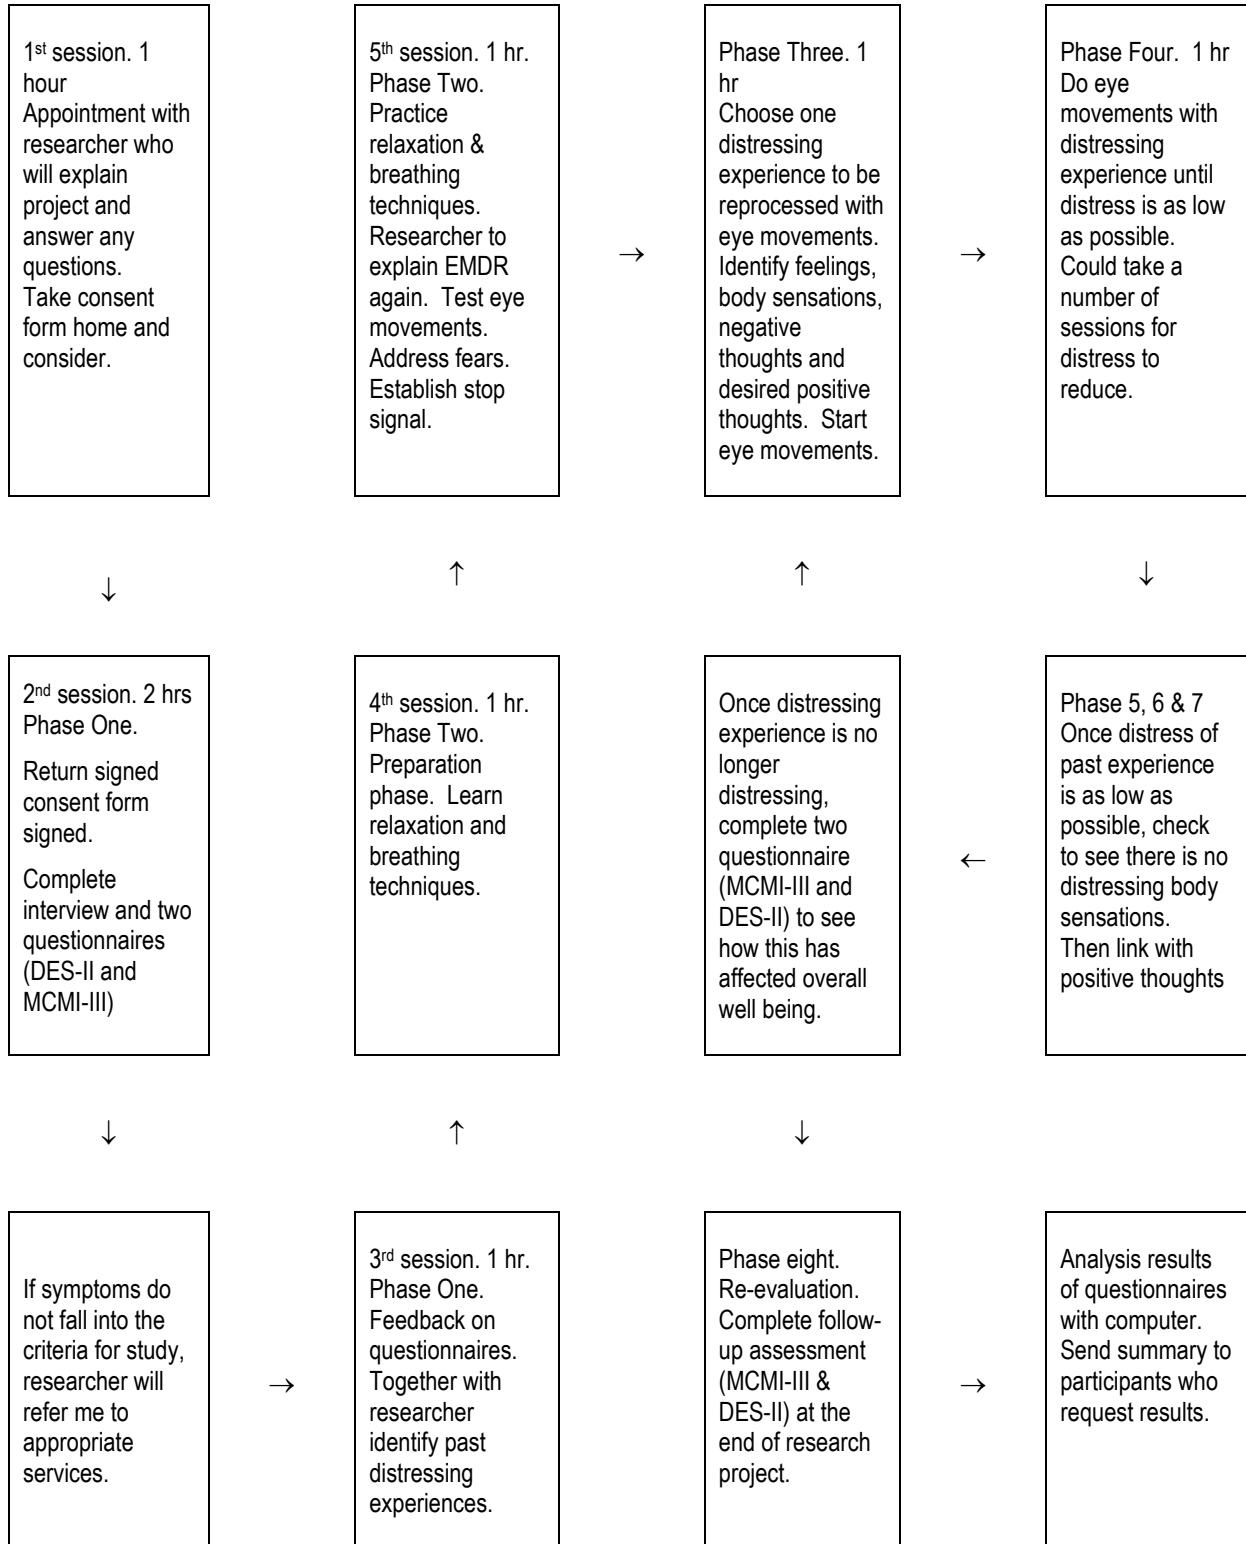 1st session. 1
hour
Appointment with
researcher who
will explain
project and
answer any
questions.
Take consent
form home and
consider.
5th session. 1 hr.
Phase Two.
Practice
relaxation &
breathing
techniques.
Researcher to
explain EMDR
again. Test eye
movements.
Address fears.
Establish stop
signal.
→
Phase Three. 1
hr
Choose one
distressing
experience to be
reprocessed with
eye movements.
Identify feelings,
body sensations,
negative
thoughts and
desired positive
thoughts. Start
eye movements.
→
Phase Four. 1 hr
Do eye
movements with
distressing
experience until
distress is as low
as possible.
Could take a
number of
sessions for
distress to
reduce.
↓
↑
↑
↓
2nd session. 2 hrs
Phase One.
Return signed
consent form
signed.
Complete
interview and two
questionnaires
(DES-II and
MCMI-III)
4th session. 1 hr.
Phase Two.
Preparation
phase. Learn
relaxation and
breathing
techniques.
Once distressing
experience is no
longer
distressing,
complete two
questionnaire
(MCMI-III and
DES-II) to see
how this has
affected overall
well being.
←
Phase 5, 6 & 7
Once distress of
past experience
is as low as
possible, check
to see there is no
distressing body
sensations.
Then link with
positive thoughts
↓
↑
↓
If symptoms do
not fall into the
criteria for study,
researcher will
refer me to
appropriate
services.
→
3rd session. 1 hr.
Phase One.
Feedback on
questionnaires.
Together with
researcher
identify past
distressing
experiences.
Phase eight.
Re-evaluation.
Complete follow-
up assessment
(MCMI-III &
DES-II) at the
end of research
project.
→
Analysis results
of questionnaires
with computer.
Send summary to
participants who
request results.